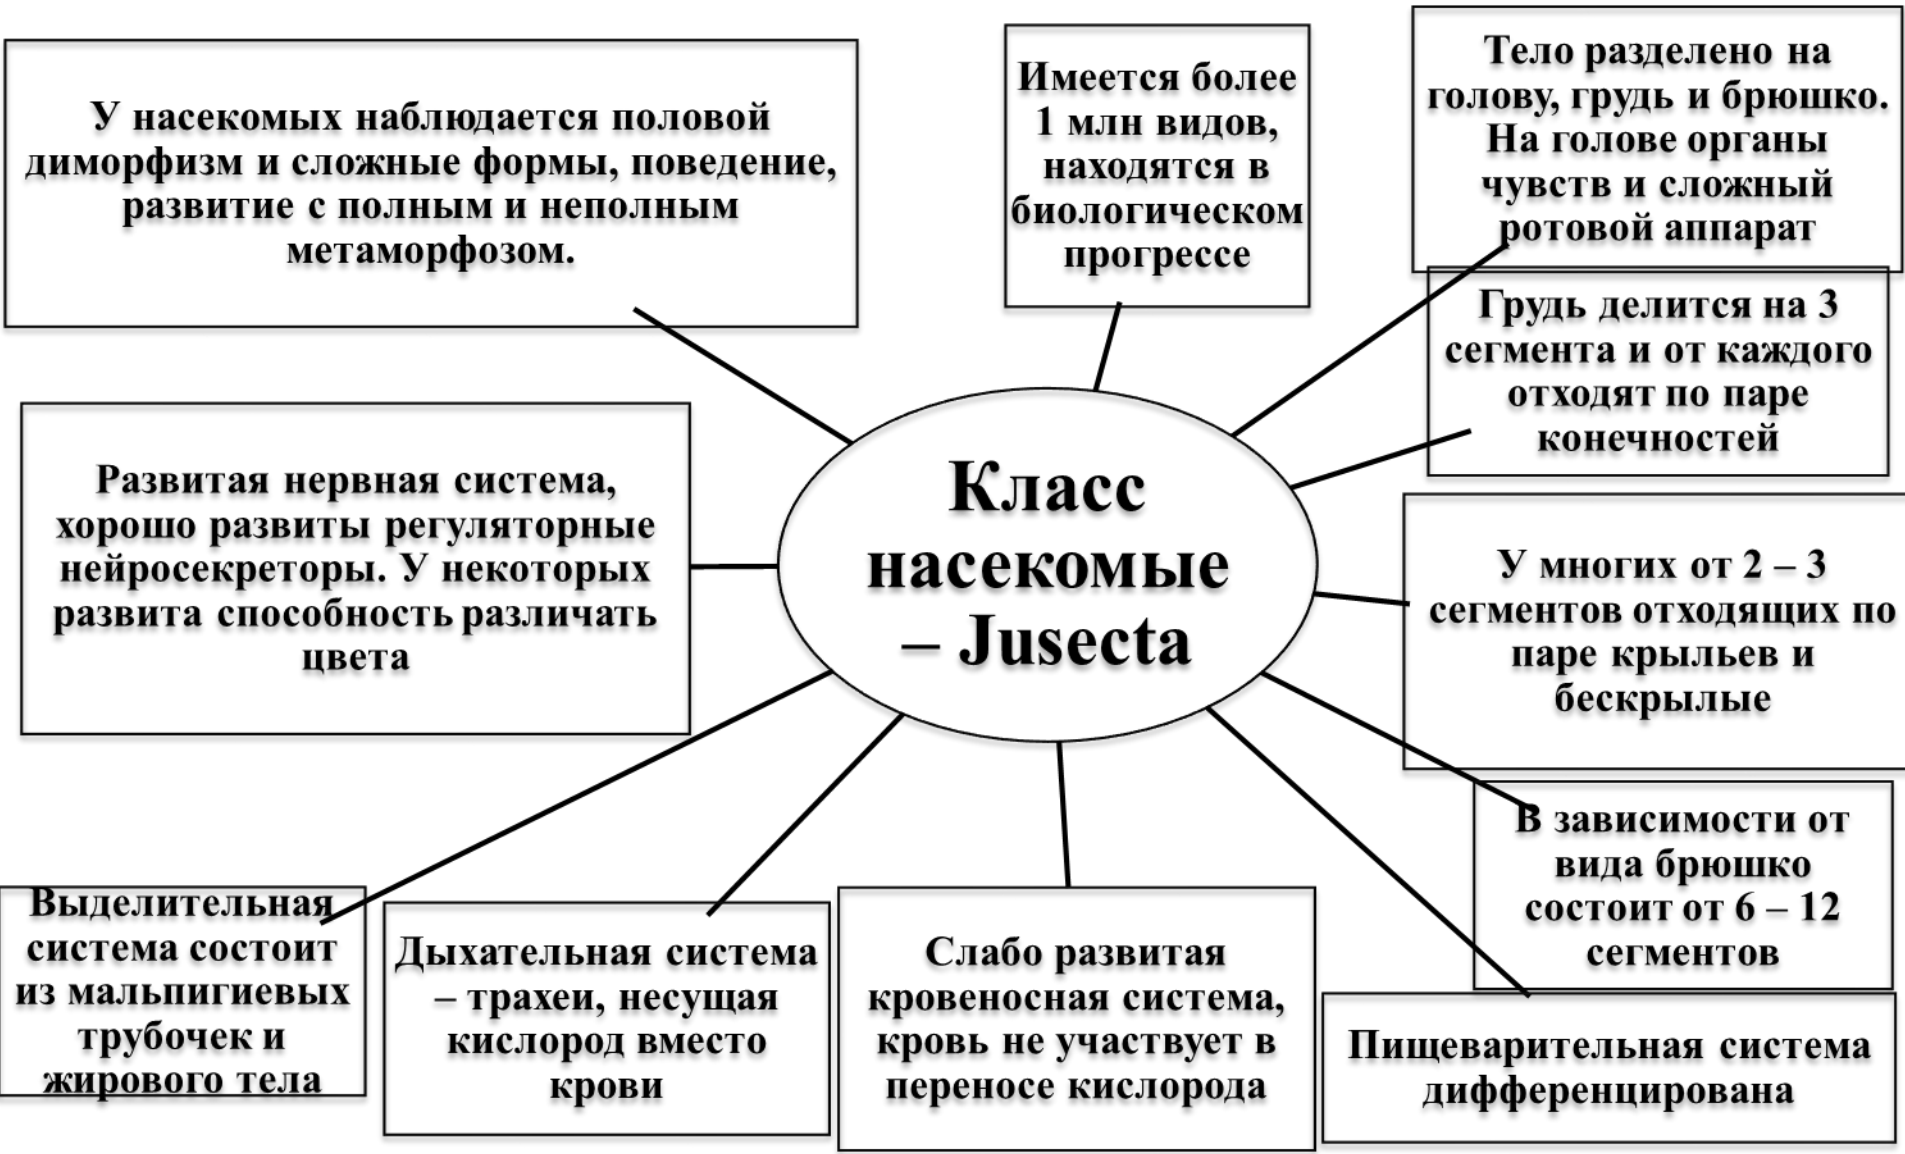 У насекомых наблюдается половой
диморфизм и сложные формы, поведение,
развитие с полным и неполным
метаморфозом.
Имеется более
1 млн видов,
находятся в
биологическом
прогрессе
Тело разделено на
голову, грудь и брюшко.
На голове органы
чувств и сложный
ротовой аппарат
Грудь делится на 3
сегмента и от каждого
отходят по паре
конечностей
Развитая нервная система,
хорошо развиты регуляторные
нейросекреторы. У некоторых
развита способность различать
цвета
Класс
насекомые
– Jusecta
У многих от 2 – 3
сегментов отходящих по
паре крыльев и
бескрылые
В зависимости от
вида брюшко
состоит от 6 – 12
сегментов
Выделительная
система состоит
из мальпигиевых
трубочек и
жирового тела
Дыхательная система
– трахеи, несущая
кислород вместо
крови
Слабо развитая
кровеносная система,
кровь не участвует в
переносе кислорода
Пищеварительная система
дифференцирована